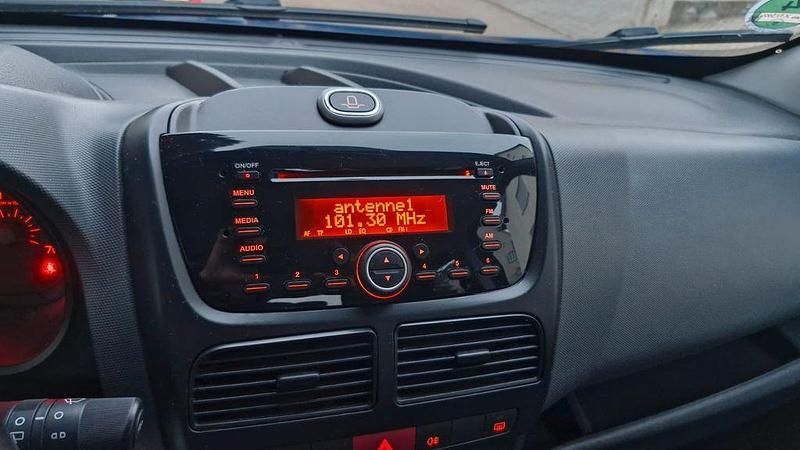 ON/OFF
EJECT
MENU
MUTE
antenne1
101.30 MHz
AF TP LO EQ CD FM1
MEDIA
FM
AUDIO
AM
1 2 3 4 5 6